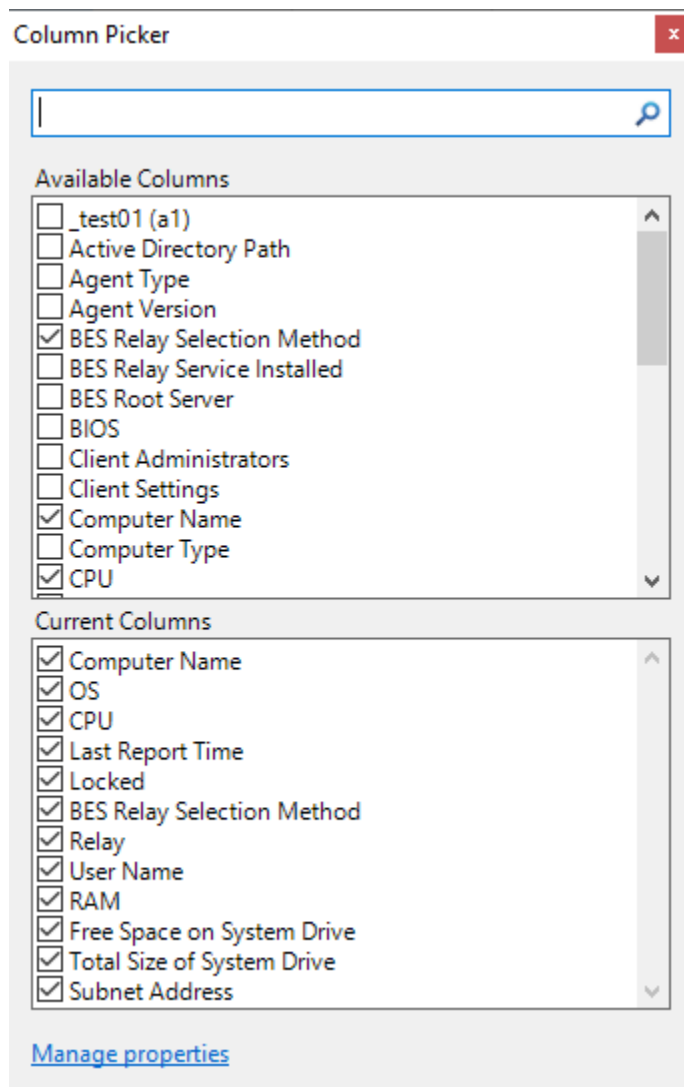 Column Picker
x
Available Columns
_test01 (a1)
Active Directory Path
Agent Type
Agent Version
BES Relay Selection Method
BES Relay Service Installed
BES Root Server
BIOS
Client Administrators
Client Settings
Computer Name
Computer Type
CPU
Current Columns
Computer Name
OS
CPU
Last Report Time
Locked
BES Relay Selection Method
Relay
User Name
RAM
Free Space on System Drive
Total Size of System Drive
Subnet Address
Manage properties